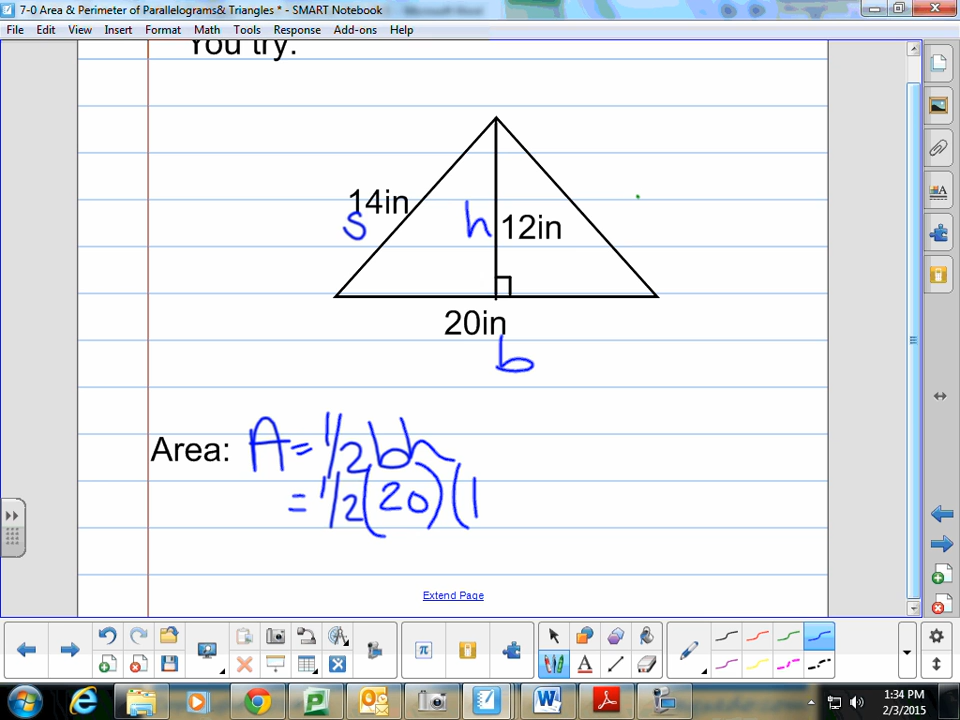 7-0 Area & Perimeter of Parallelograms& Triangles * - SMART Notebook
File Edit View Insert Format Math Tools Response Add-ons Help
You try:
14in
s
h
12in
20in
b
Area: A = 1/2bh
= 1/2(20)(1
Extend Page
1:34 PM
2/3/2015